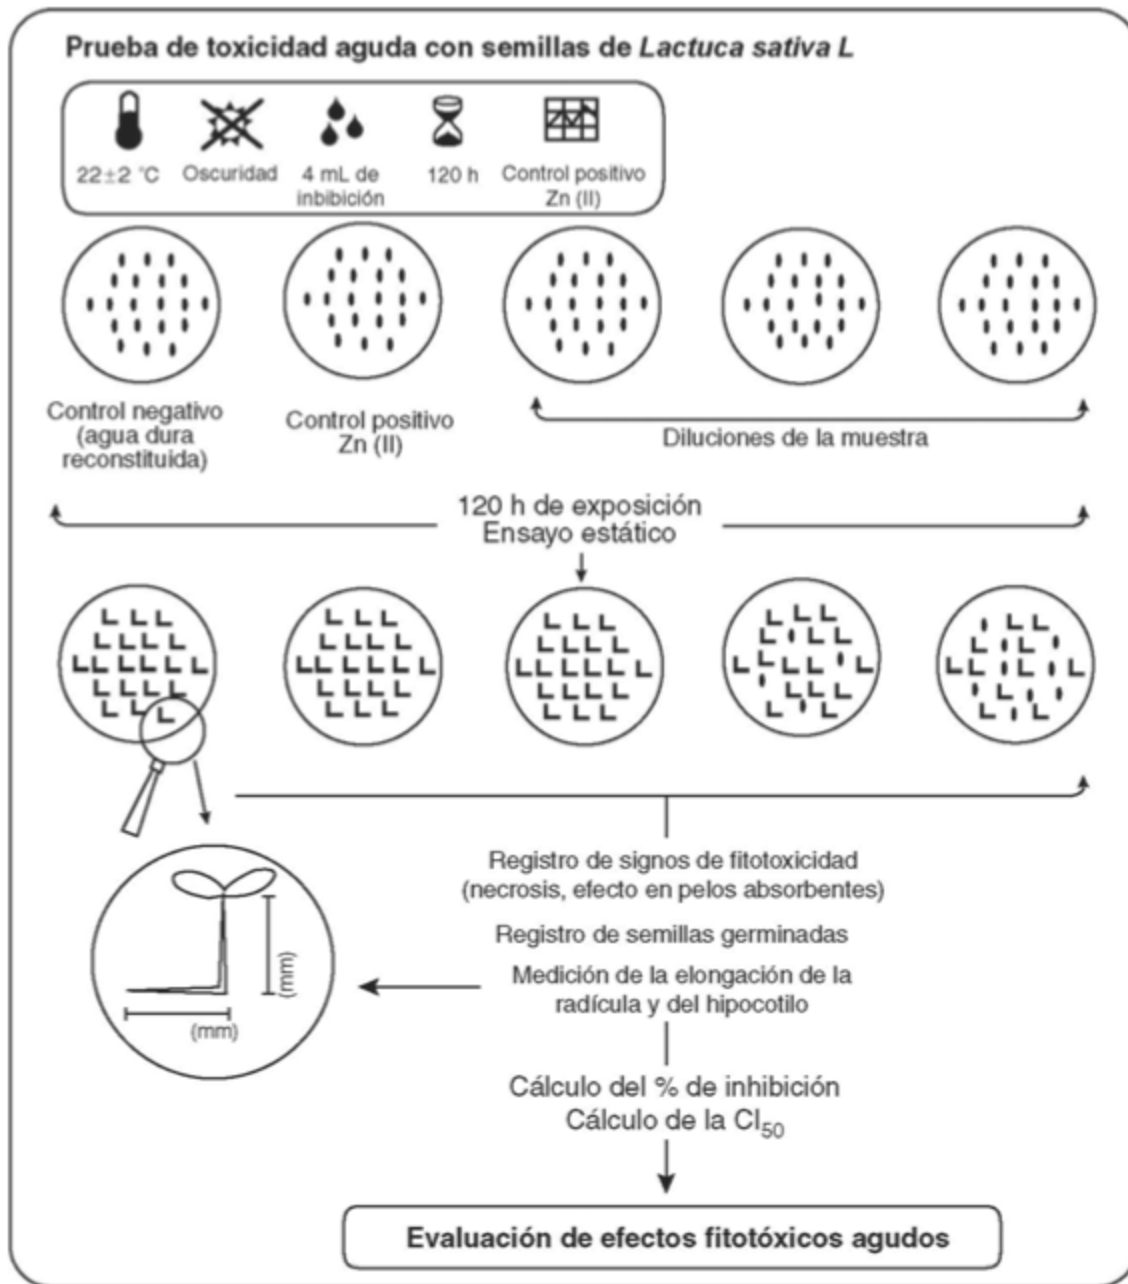 Prueba de toxicidad aguda con semillas de Lactuca sativa L
22±2 °C
Oscuridad
4 mL de
inbibición
120 h
Control positivo
Zn (II)
Control negativo
(agua dura
reconstituida)
Control positivo
Zn (II)
Diluciones de la muestra
120 h de exposición
Ensayo estático
Registro de signos de fitotoxicidad
(necrosis, efecto en pelos absorbentes)
Registro de semillas germinadas
Medición de la elongación de la
radícula y del hipocotilo
(mm)
(mm)
Cálculo del % de inhibición
Cálculo de la CI50
Evaluación de efectos fitotóxicos agudos